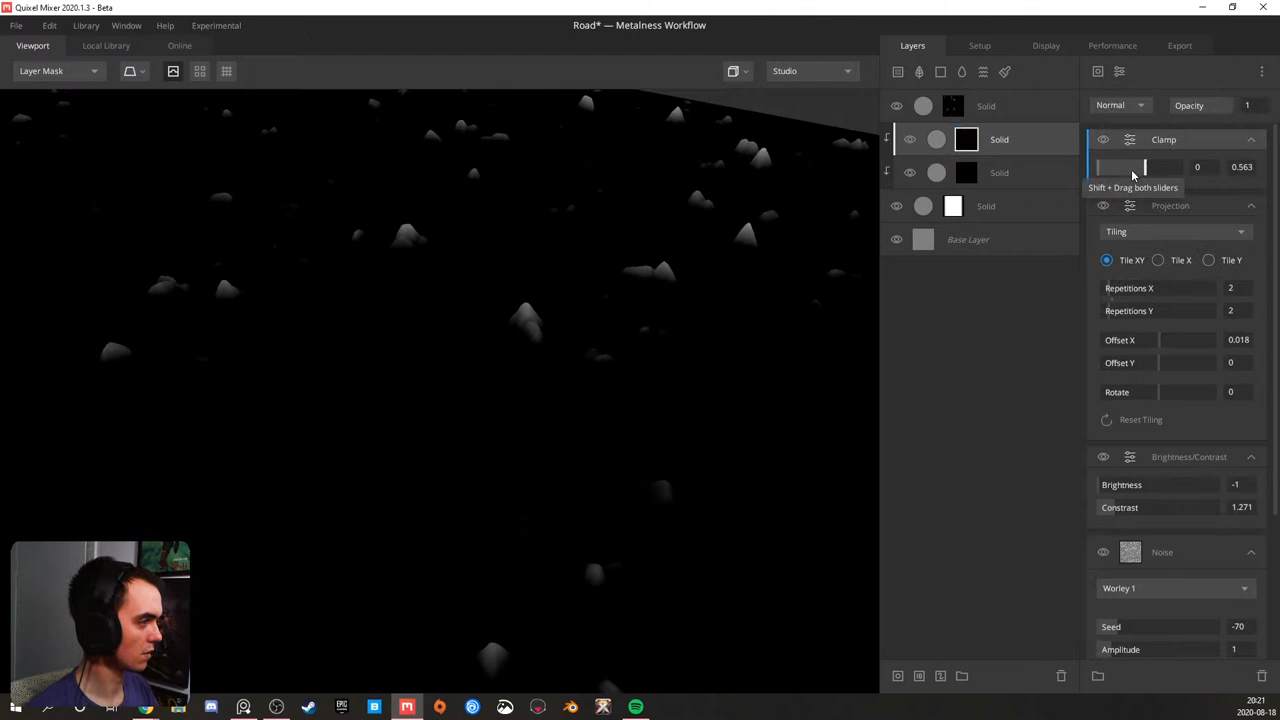 Quixel Mixer 2020.1.3 - Beta
File Edit Library Window Help Experimental
Road* — Metalness Workflow
Viewport Local Library Online
Layers Setup Display Performance Export
Layer Mask
Studio
Solid
Normal Opacity 1
Solid
Clamp
0 0.563
Solid
Shift + Drag both sliders
Solid
Projection
Tiling
Base Layer
Tile XY Tile X Tile Y
Repetitions X 2
Repetitions Y 2
Offset X 0.018
Offset Y 0
Rotate 0
Reset Tiling
Brightness/Contrast
Brightness -1
Constrast 1.271
Noise
Worley 1
Seed -70
Amplitude 1
20:21
2020-08-18